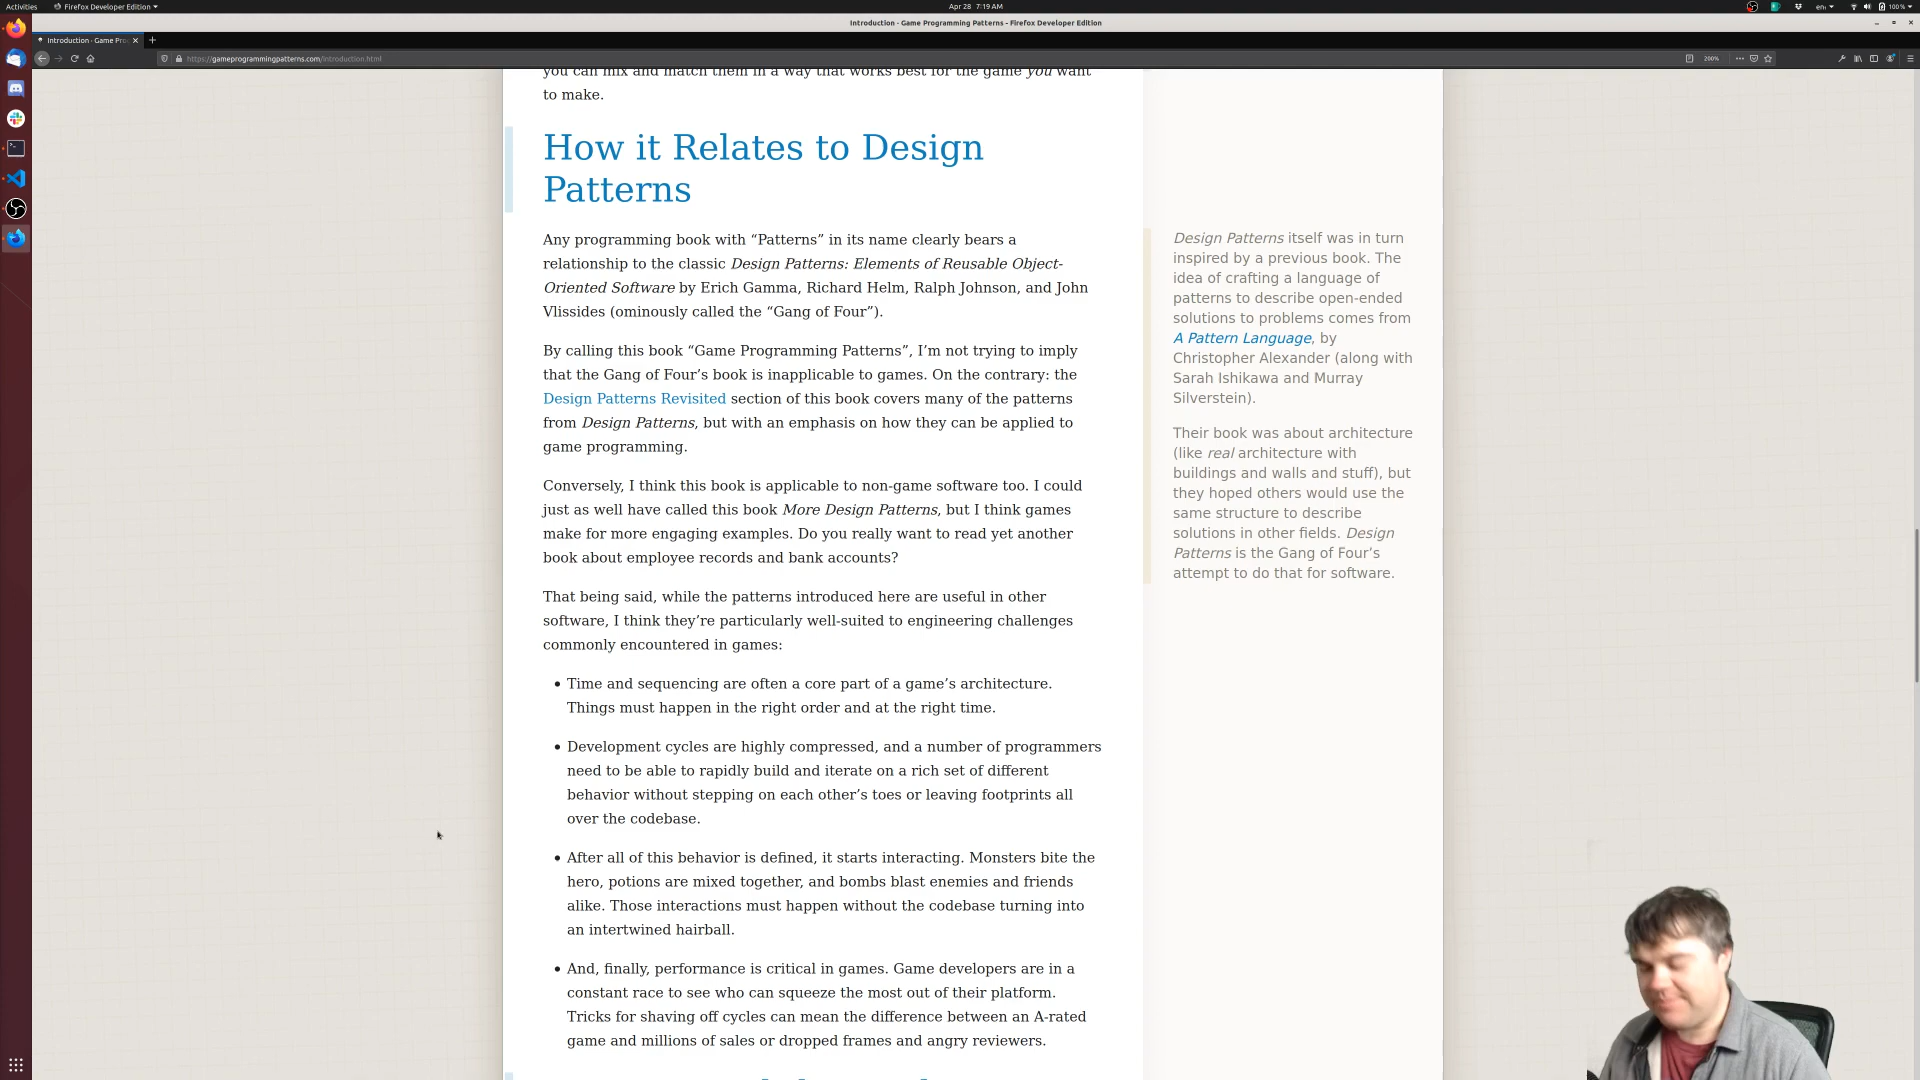 Activities
Firefox Developer Edition
Apr 28 7:19 AM
en
100%
Introduction - Game Programming Patterns - Firefox Developer Edition
Introduction - Game Pro
https://gameprogrammingpatterns.com/introduction.html
200%
you can mix and match them in a way that works best for the game you want
to make.
How it Relates to Design
Patterns
Any programming book with “Patterns” in its name clearly bears a
relationship to the classic Design Patterns: Elements of Reusable Object-
Oriented Software by Erich Gamma, Richard Helm, Ralph Johnson, and John
Vlissides (ominously called the “Gang of Four”).
By calling this book “Game Programming Patterns”, I’m not trying to imply
that the Gang of Four’s book is inapplicable to games. On the contrary: the
Design Patterns Revisited section of this book covers many of the patterns
from Design Patterns, but with an emphasis on how they can be applied to
game programming.
Conversely, I think this book is applicable to non-game software too. I could
just as well have called this book More Design Patterns, but I think games
make for more engaging examples. Do you really want to read yet another
book about employee records and bank accounts?
That being said, while the patterns introduced here are useful in other
software, I think they’re particularly well-suited to engineering challenges
commonly encountered in games:
• Time and sequencing are often a core part of a game’s architecture.
Things must happen in the right order and at the right time.
• Development cycles are highly compressed, and a number of programmers
need to be able to rapidly build and iterate on a rich set of different
behavior without stepping on each other’s toes or leaving footprints all
over the codebase.
• After all of this behavior is defined, it starts interacting. Monsters bite the
hero, potions are mixed together, and bombs blast enemies and friends
alike. Those interactions must happen without the codebase turning into
an intertwined hairball.
• And, finally, performance is critical in games. Game developers are in a
constant race to see who can squeeze the most out of their platform.
Tricks for shaving off cycles can mean the difference between an A-rated
game and millions of sales or dropped frames and angry reviewers.
Design Patterns itself was in turn
inspired by a previous book. The
idea of crafting a language of
patterns to describe open-ended
solutions to problems comes from
A Pattern Language, by
Christopher Alexander (along with
Sarah Ishikawa and Murray
Silverstein).
Their book was about architecture
(like real architecture with
buildings and walls and stuff), but
they hoped others would use the
same structure to describe
solutions in other fields. Design
Patterns is the Gang of Four’s
attempt to do that for software.